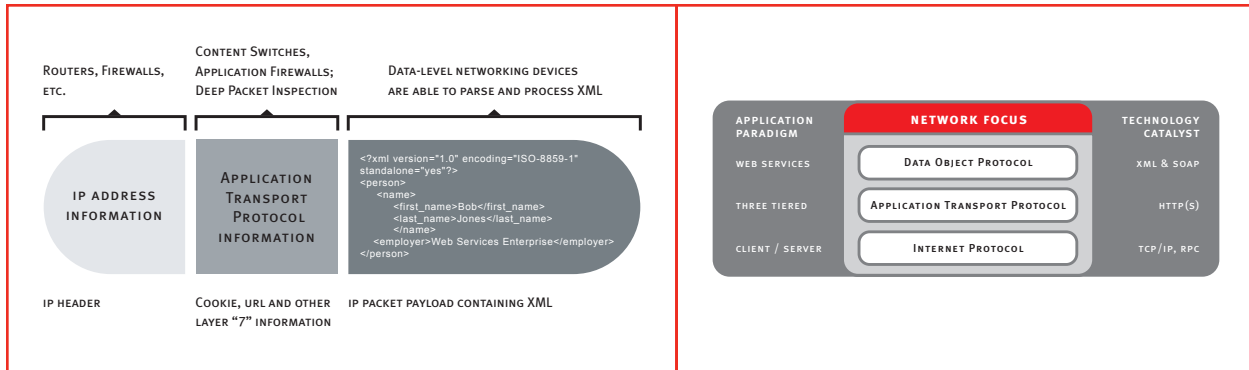 Routers, Firewalls,
etc.
Content Switches,
Application Firewalls;
Deep Packet Inspection
Data-level networking devices
are able to parse and process XML
IP address
information
Application
Transport
Protocol
information
<?xml version="1.0" encoding="ISO-8859-1"
standalone="yes"?>
<person>
<name>
<first_name>Bob</first_name>
<last_name>Jones</last_name>
</name>
<employer>Web Services Enterprise</employer>
</person>
IP header
Cookie, URL and other
layer “7” information
IP packet payload containing XML
Application
Paradigm
Network Focus
Technology
Catalyst
Web Services
Data Object Protocol
XML & SOAP
Three Tiered
Application Transport Protocol
HTTP(S)
Client / Server
Internet Protocol
TCP/IP, RPC